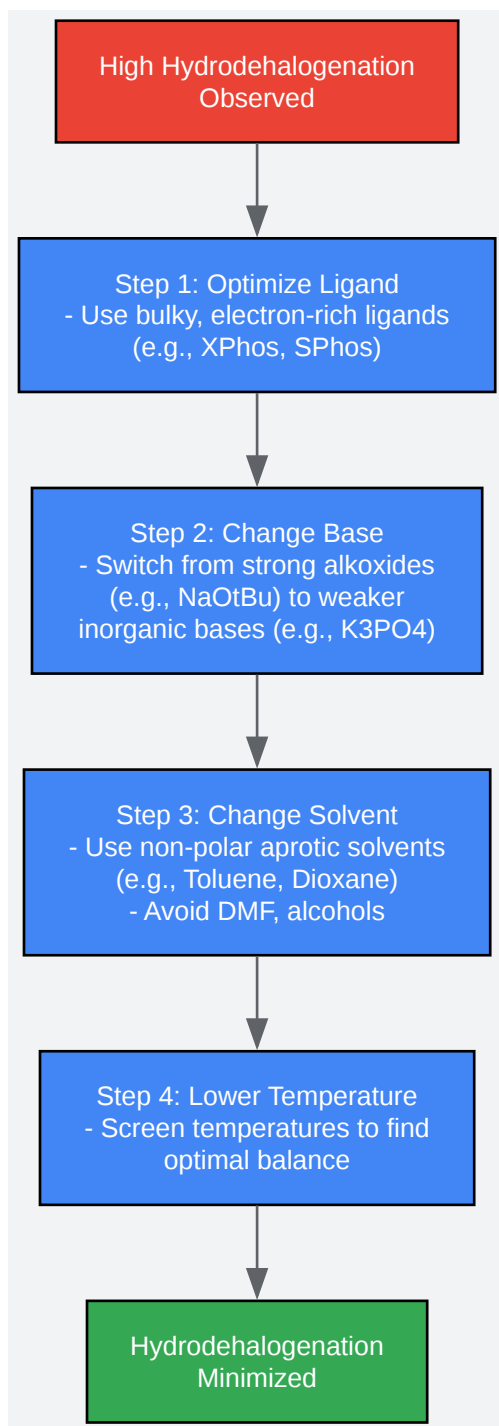 High Hydrodehalogenation
Observed
Step 1: Optimize Ligand
- Use bulky, electron-rich ligands
(e.g., XPhos, SPhos)
Step 2: Change Base
- Switch from strong alkoxides
(e.g., NaOtBu) to weaker
inorganic bases (e.g., K3PO4)
Step 3: Change Solvent
- Use non-polar aprotic solvents
(e.g., Toluene, Dioxane)
- Avoid DMF, alcohols
Step 4: Lower Temperature
- Screen temperatures to find
optimal balance
Hydrodehalogenation
Minimized